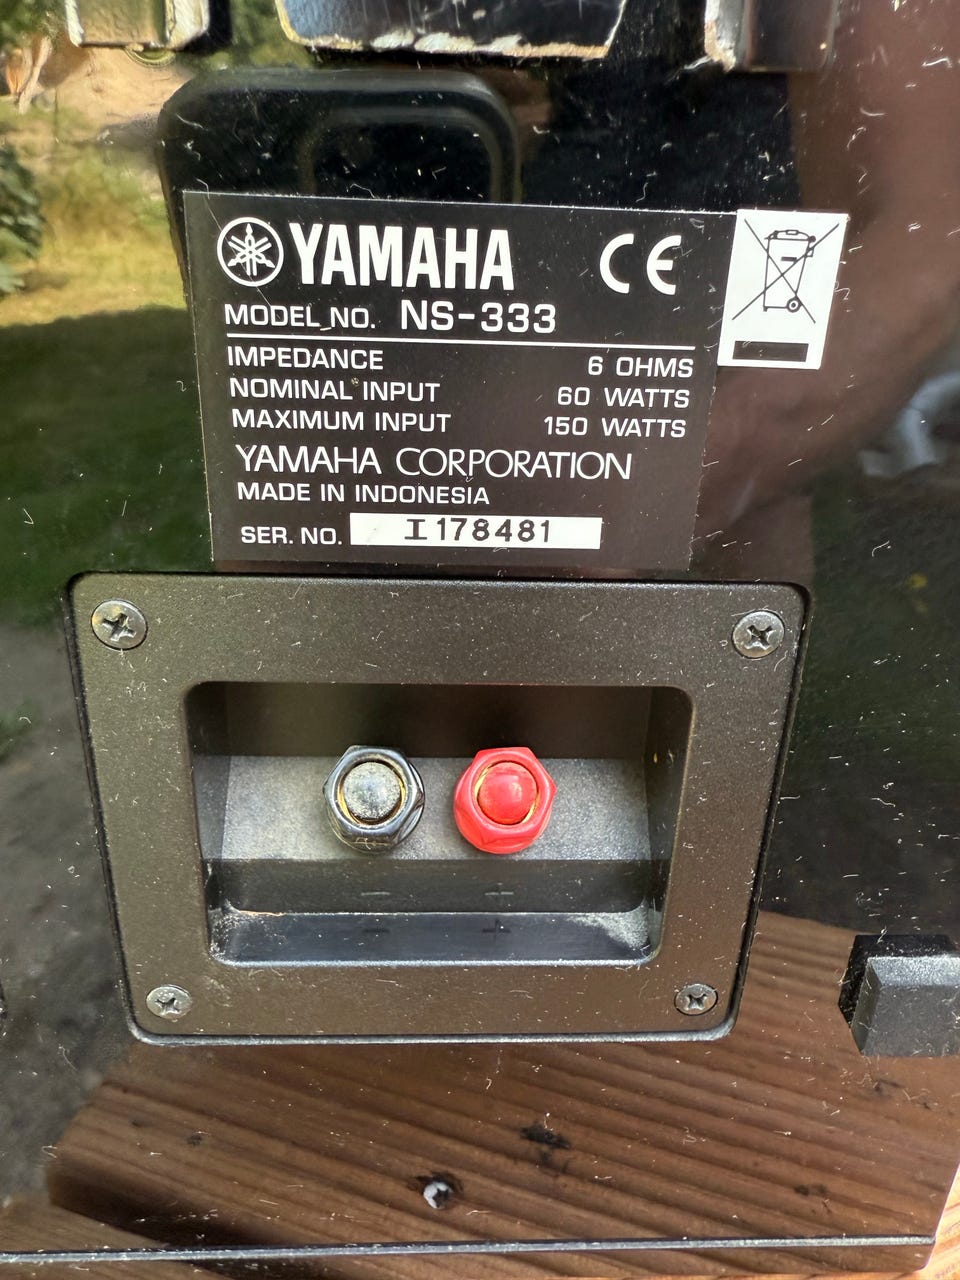 YAMAHA CE
MODEL NO. NS-333
IMPEDANCE 6 OHMS
NOMINAL INPUT 60 WATTS
MAXIMUM INPUT 150 WATTS
YAMAHA CORPORATION
MADE IN INDONESIA
SER. NO. I178481
- +
- +